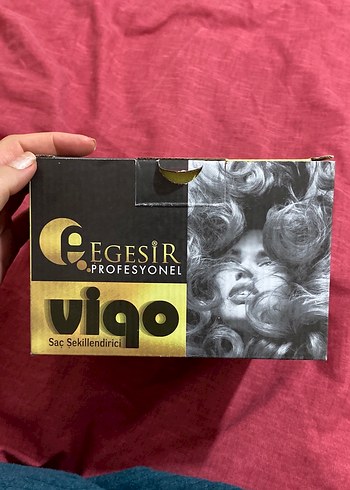 EGESİR
PROFESYONEL
viqo
Saç Şekillendirici